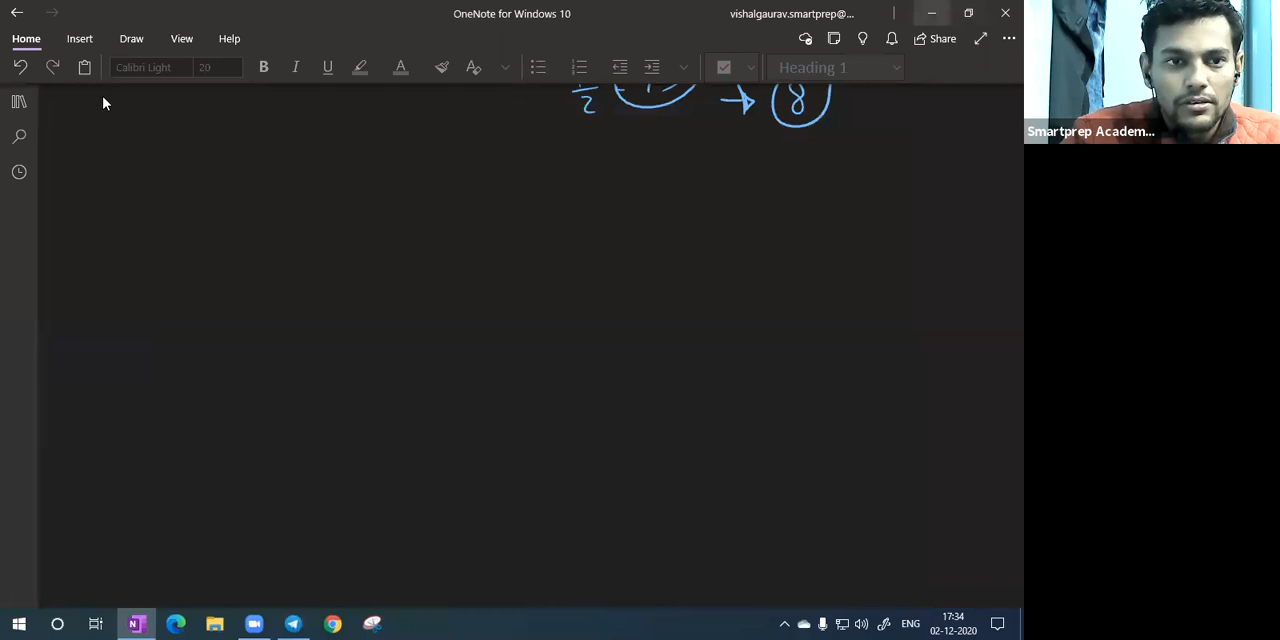 OneNote for Windows 10
vishalgaurav.smartprep@...
Home Insert Draw View Help
Share
Calibri Light 20 B I U A Heading 1
2
8
Smartprep Academ...
ENG
17:34
02-12-2020